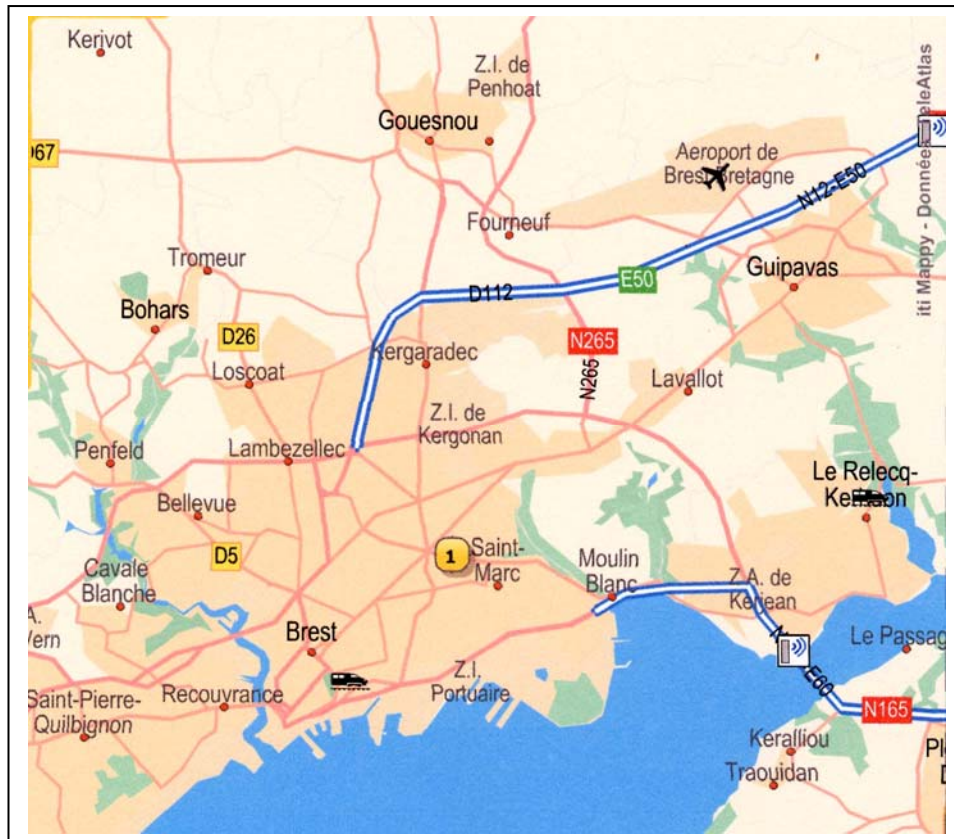 Kerivot
Z.I. de
Penhoat
Gouesnou
Aeroport de
Brest-Bretagne
N12-E50
iti Mappy - Données TeleAtlas
Fourneuf
Tromeur
E50
Guipavas
D112
Bohars
D26
N265
Kergaradec
N265
Loscoat
Lavallot
Z.I. de
Kergonan
Lambezellec
Penfeld
Le Relecq-
Kerhuon
Bellevue
D5
1
Saint-
Marc
Moulin
Blanc
Cavale
Blanche
Z.A. de
Kerjean
Brest
Le Passag
Z.I.
Portuaire
E60
Recouvrance
Saint-Pierre-
Quilbignon
N165
Keralliou
Traouidan